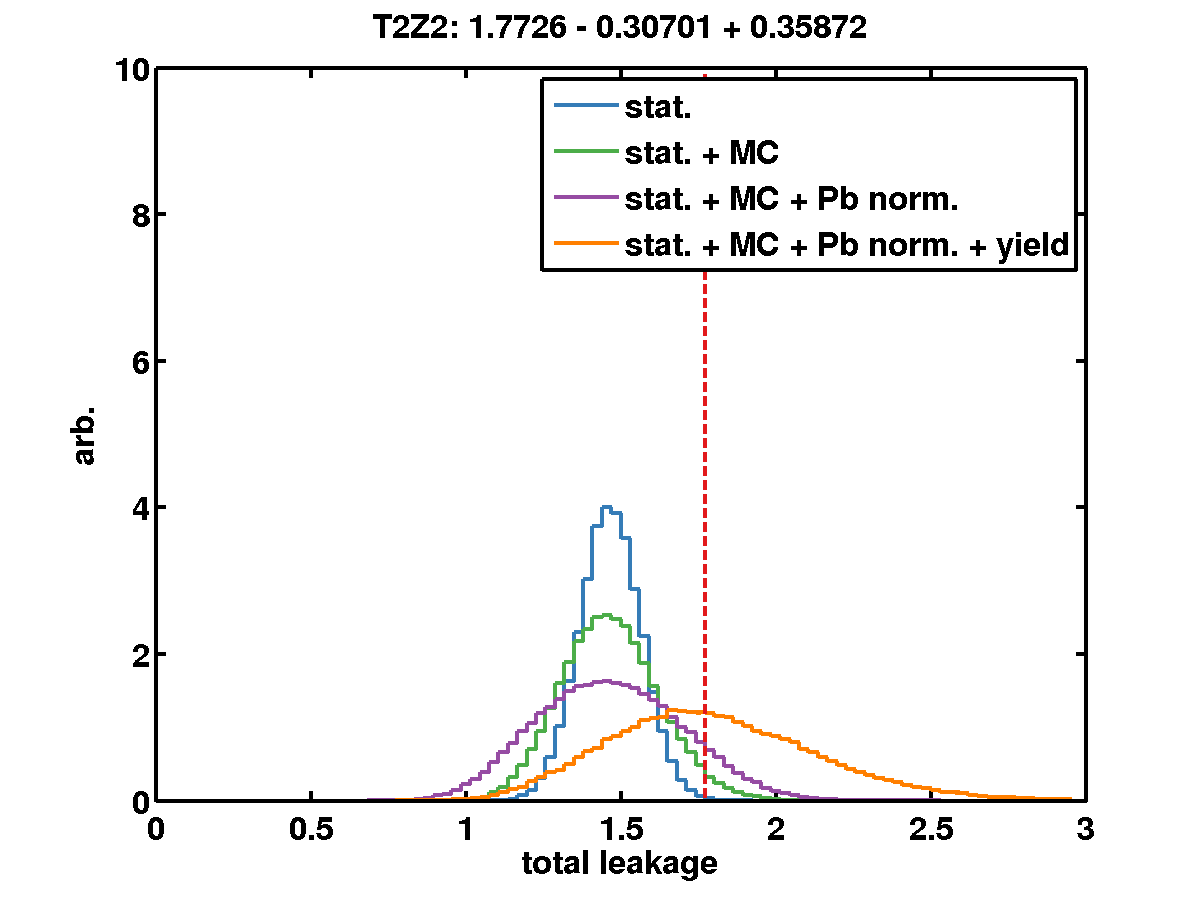 T2Z2: 1.7726 - 0.30701 + 0.35872
10
8
6
4
2
0
stat.
stat. + MC
stat. + MC + Pb norm.
stat. + MC + Pb norm. + yield
arb.
0 0.5 1 1.5 2 2.5 3
total leakage